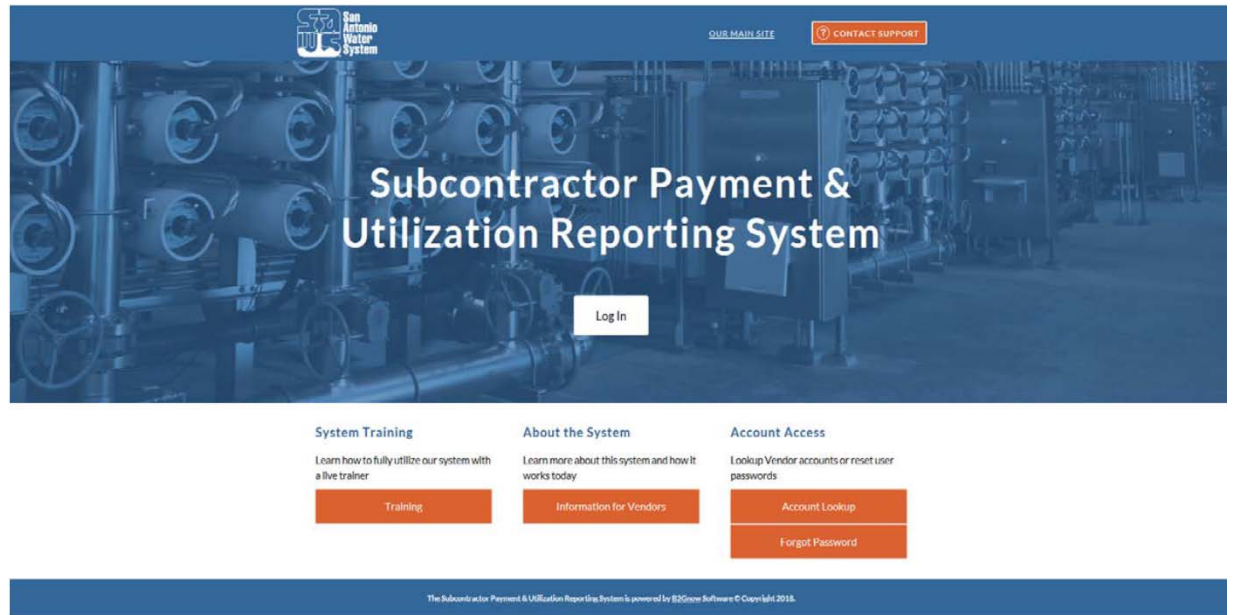 San
Antonio
Water
System
OUR MAIN SITE
? CONTACT SUPPORT
Subcontractor Payment &
Utilization Reporting System
Log In
System Training
Learn how to fully utilize our system with
a live trainer
Training
About the System
Learn more about this system and how it
works today
Information for Vendors
Account Access
Lookup Vendor accounts or reset user
passwords
Account Lookup
Forgot Password
The Subcontractor Payment & Utilization Reporting System is powered by B2Gnow Software © Copyright 2018.